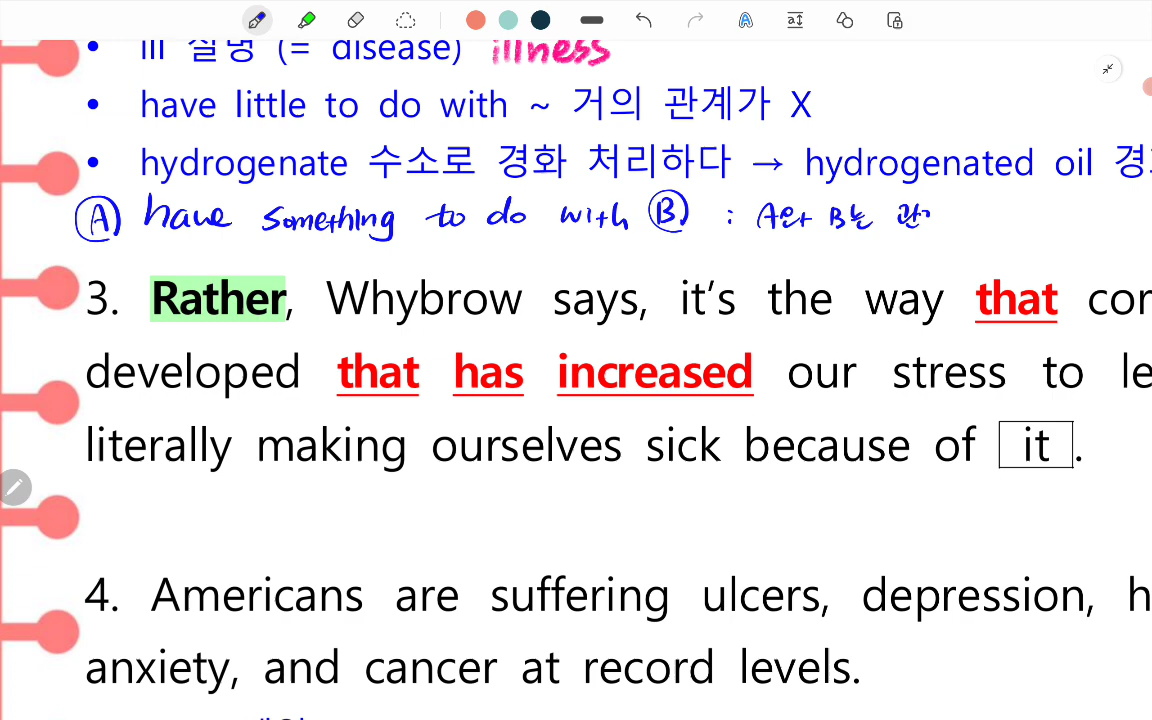 • ill 질병 (= disease) illness
• have little to do with ~ 거의 관계가 X
• hydrogenate 수소로 경화 처리하다 → hydrogenated oil
Ⓐ have something to do with Ⓑ : A와 B는
3. Rather, Whybrow says, it's the way that
developed that has increased our stress to
literally making ourselves sick because of it.
4. Americans are suffering ulcers, depression,
anxiety, and cancer at record levels.